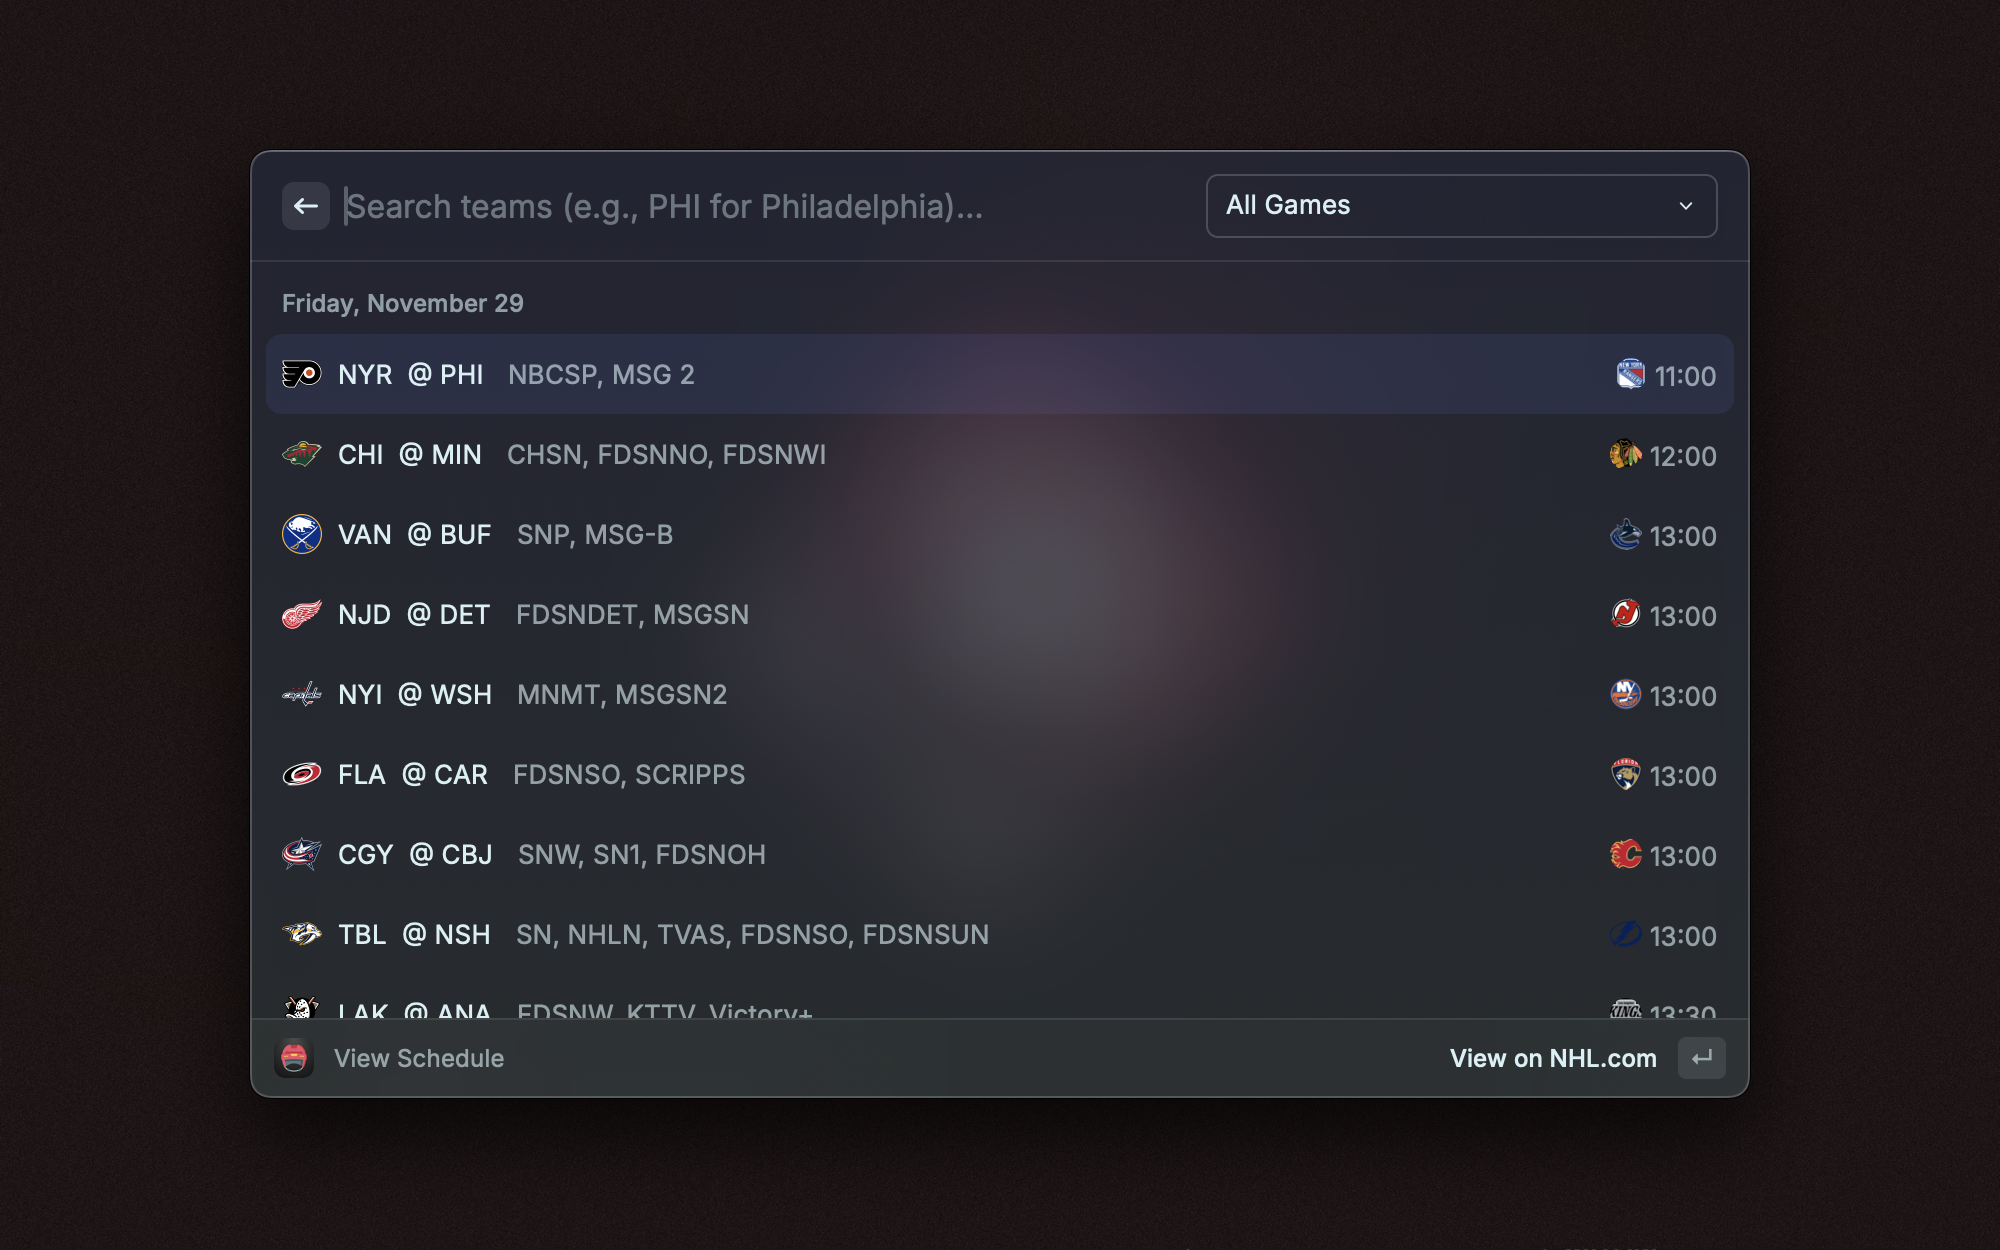 Search teams (e.g., PHI for Philadelphia)... All Games
Friday, November 29
NYR @ PHI NBCSP, MSG 2 11:00
CHI @ MIN CHSN, FDSNNO, FDSNWI 12:00
VAN @ BUF SNP, MSG-B 13:00
NJD @ DET FDSNDET, MSGSN 13:00
NYI @ WSH MNMT, MSGSN2 13:00
FLA @ CAR FDSNSO, SCRIPPS 13:00
CGY @ CBJ SNW, SN1, FDSNOH 13:00
TBL @ NSH SN, NHLN, TVAS, FDSNSO, FDSNSUN 13:00
LAK @ ANA FDSNW, KTTV, Victory+ 13:30
View Schedule View on NHL.com